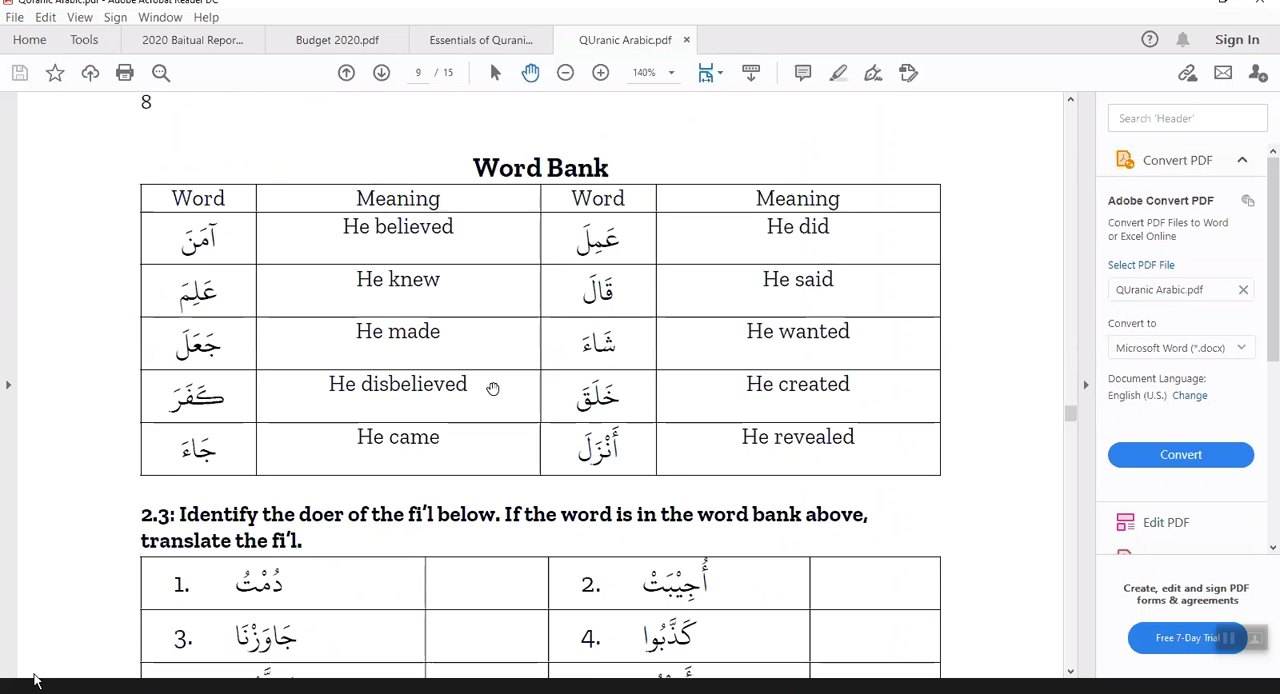 QUranic Arabic.pdf - Adobe Acrobat Reader DC
File Edit View Sign Window Help
Home Tools 2020 Baitual Repor... Budget 2020.pdf Essentials of Qurani... QUranic Arabic.pdf × ? Sign In
9 / 15 140%
8
Word Bank
Word Meaning Word Meaning
آمَنَ He believed عَمِلَ He did
عَلِمَ He knew قَالَ He said
جَعَلَ He made شَاءَ He wanted
كَفَرَ He disbelieved خَلَقَ He created
جَاءَ He came أَنْزَلَ He revealed
2.3: Identify the doer of the fi′l below. If the word is in the word bank above,
translate the fi′l.
1. دُمْتُ 2. أُجِيْبَتْ
3. جَاوَزْنَا 4. كَذَّبُوا
Search 'Header'
Convert PDF
Adobe Convert PDF
Convert PDF Files to Word
or Excel Online
Select PDF File
QUranic Arabic.pdf
Convert to
Microsoft Word (*.docx)
Document Language:
English (U.S.) Change
Convert
Edit PDF
Create, edit and sign PDF
forms & agreements
Free 7-Day Trial